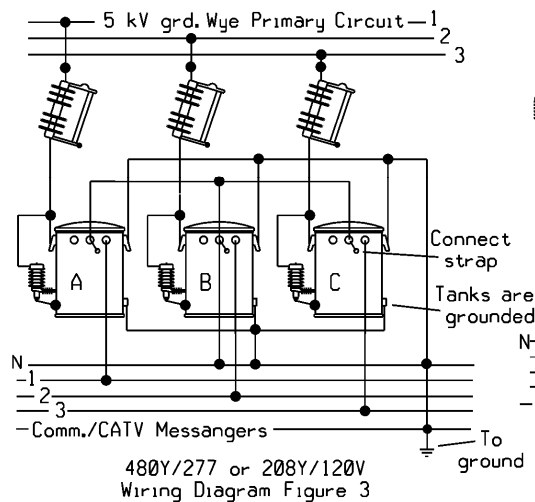 5 kV grd. Wye Primary Circuit 1
2
3
A
B
C
Connect
strap
Tanks are
grounded
N
1
2
3
Comm./CATV Messangers
To
ground
N
480Y/277 or 208Y/120V
Wiring Diagram Figure 3